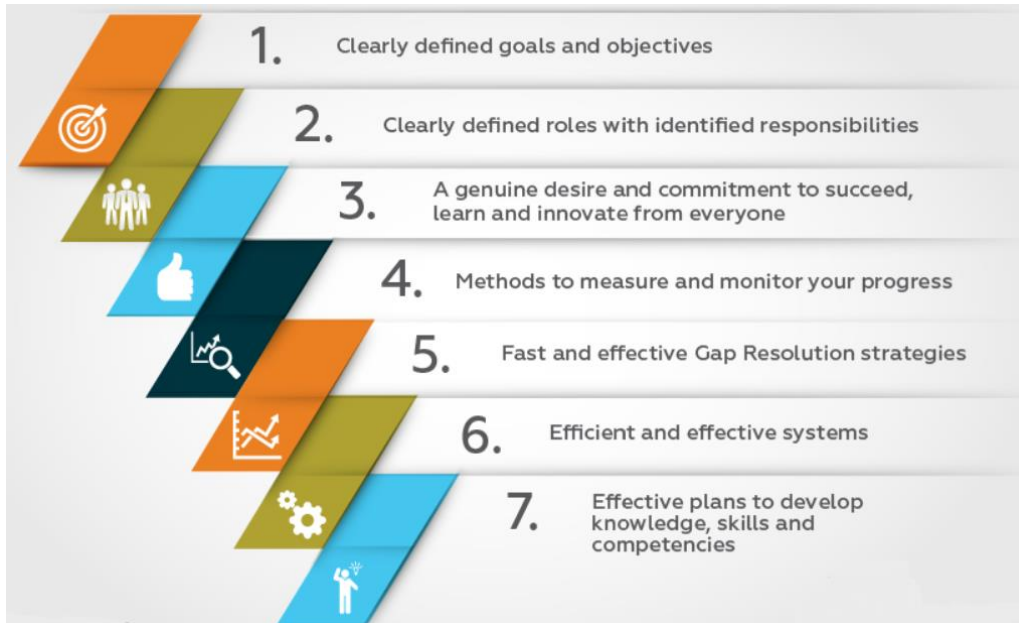 1. Clearly defined goals and objectives
2. Clearly defined roles with identified responsibilities
3. A genuine desire and commitment to succeed,
learn and innovate from everyone
4. Methods to measure and monitor your progress
5. Fast and effective Gap Resolution strategies
6. Efficient and effective systems
7. Effective plans to develop
knowledge, skills and
competencies